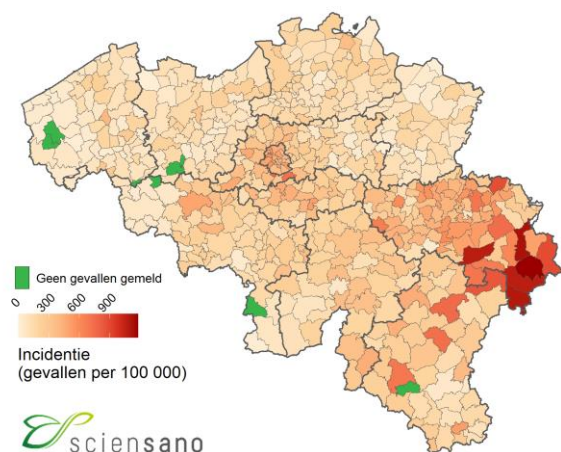 Geen gevallen gemeld
0 300 600 900
Incidentie
(gevallen per 100 000)
sciensano